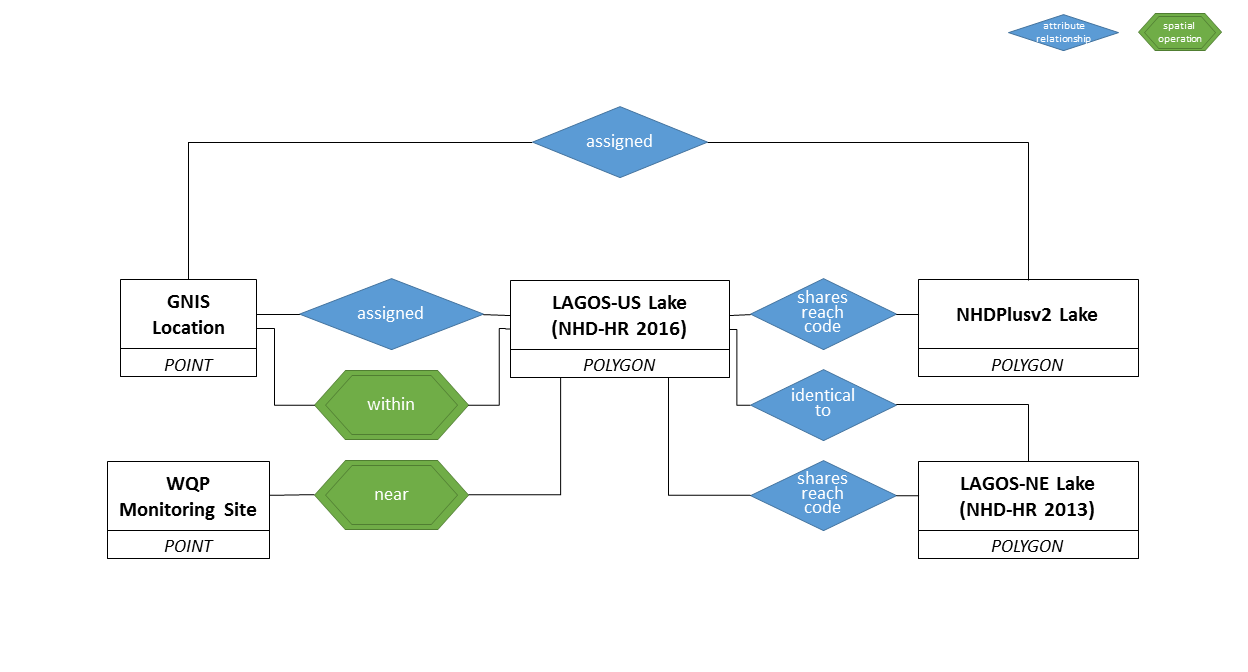 attribute
relationship
spatial
operation
assigned
GNIS
Location
POINT
assigned
within
LAGOS-US Lake
(NHD-HR 2016)
POLYGON
shares
reach
code
NHDPlusv2 Lake
POLYGON
identical
to
WQP
Monitoring Site
POINT
near
shares
reach
code
LAGOS-NE Lake
(NHD-HR 2013)
POLYGON